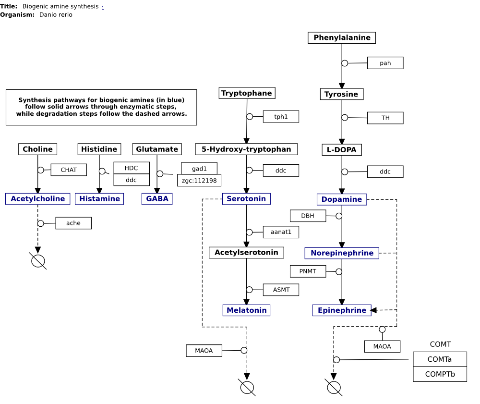 Title: Biogenic amine synthesis
Organism: Danio rerio
Phenylalanine
pah
Synthesis pathways for biogenic amines (in blue)
follow solid arrows through enzymatic steps,
while degradation steps follow the dashed arrows.
Tryptophane
Tyrosine
tph1
TH
Choline
Histidine
Glutamate
5-Hydroxy-tryptophan
L-DOPA
CHAT
HDC
ddc
gad1
zgc:112198
ddc
ddc
Acetylcholine
Histamine
GABA
Serotonin
Dopamine
DBH
ache
aanat1
Acetylserotonin
Norepinephrine
PNMT
ASMT
Melatonin
Epinephrine
MAOA
MAOA
COMT
COMTa
COMPTb